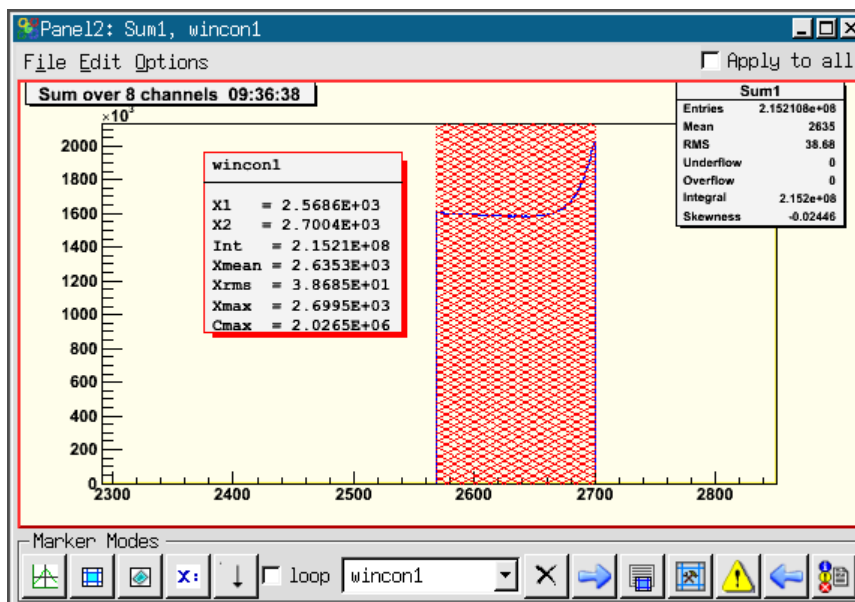 Panel2: Sum1, wincon1
File Edit Options
Apply to all
Sum over 8 channels 09:36:38
×10³
2000
1800
1600
1400
1200
1000
800
600
400
200
0
2300 2400 2500 2600 2700 2800
wincon1
X1 = 2.5686E+03
X2 = 2.7004E+03
Int = 2.1521E+08
Xmean = 2.6353E+03
Xrms = 3.8685E+01
Xmax = 2.6995E+03
Cmax = 2.0265E+06
Sum1
Entries 2.152108e+08
Mean 2635
RMS 38.68
Underflow 0
Overflow 0
Integral 2.152e+08
Skewness -0.02446
Marker Modes
X: loop wincon1